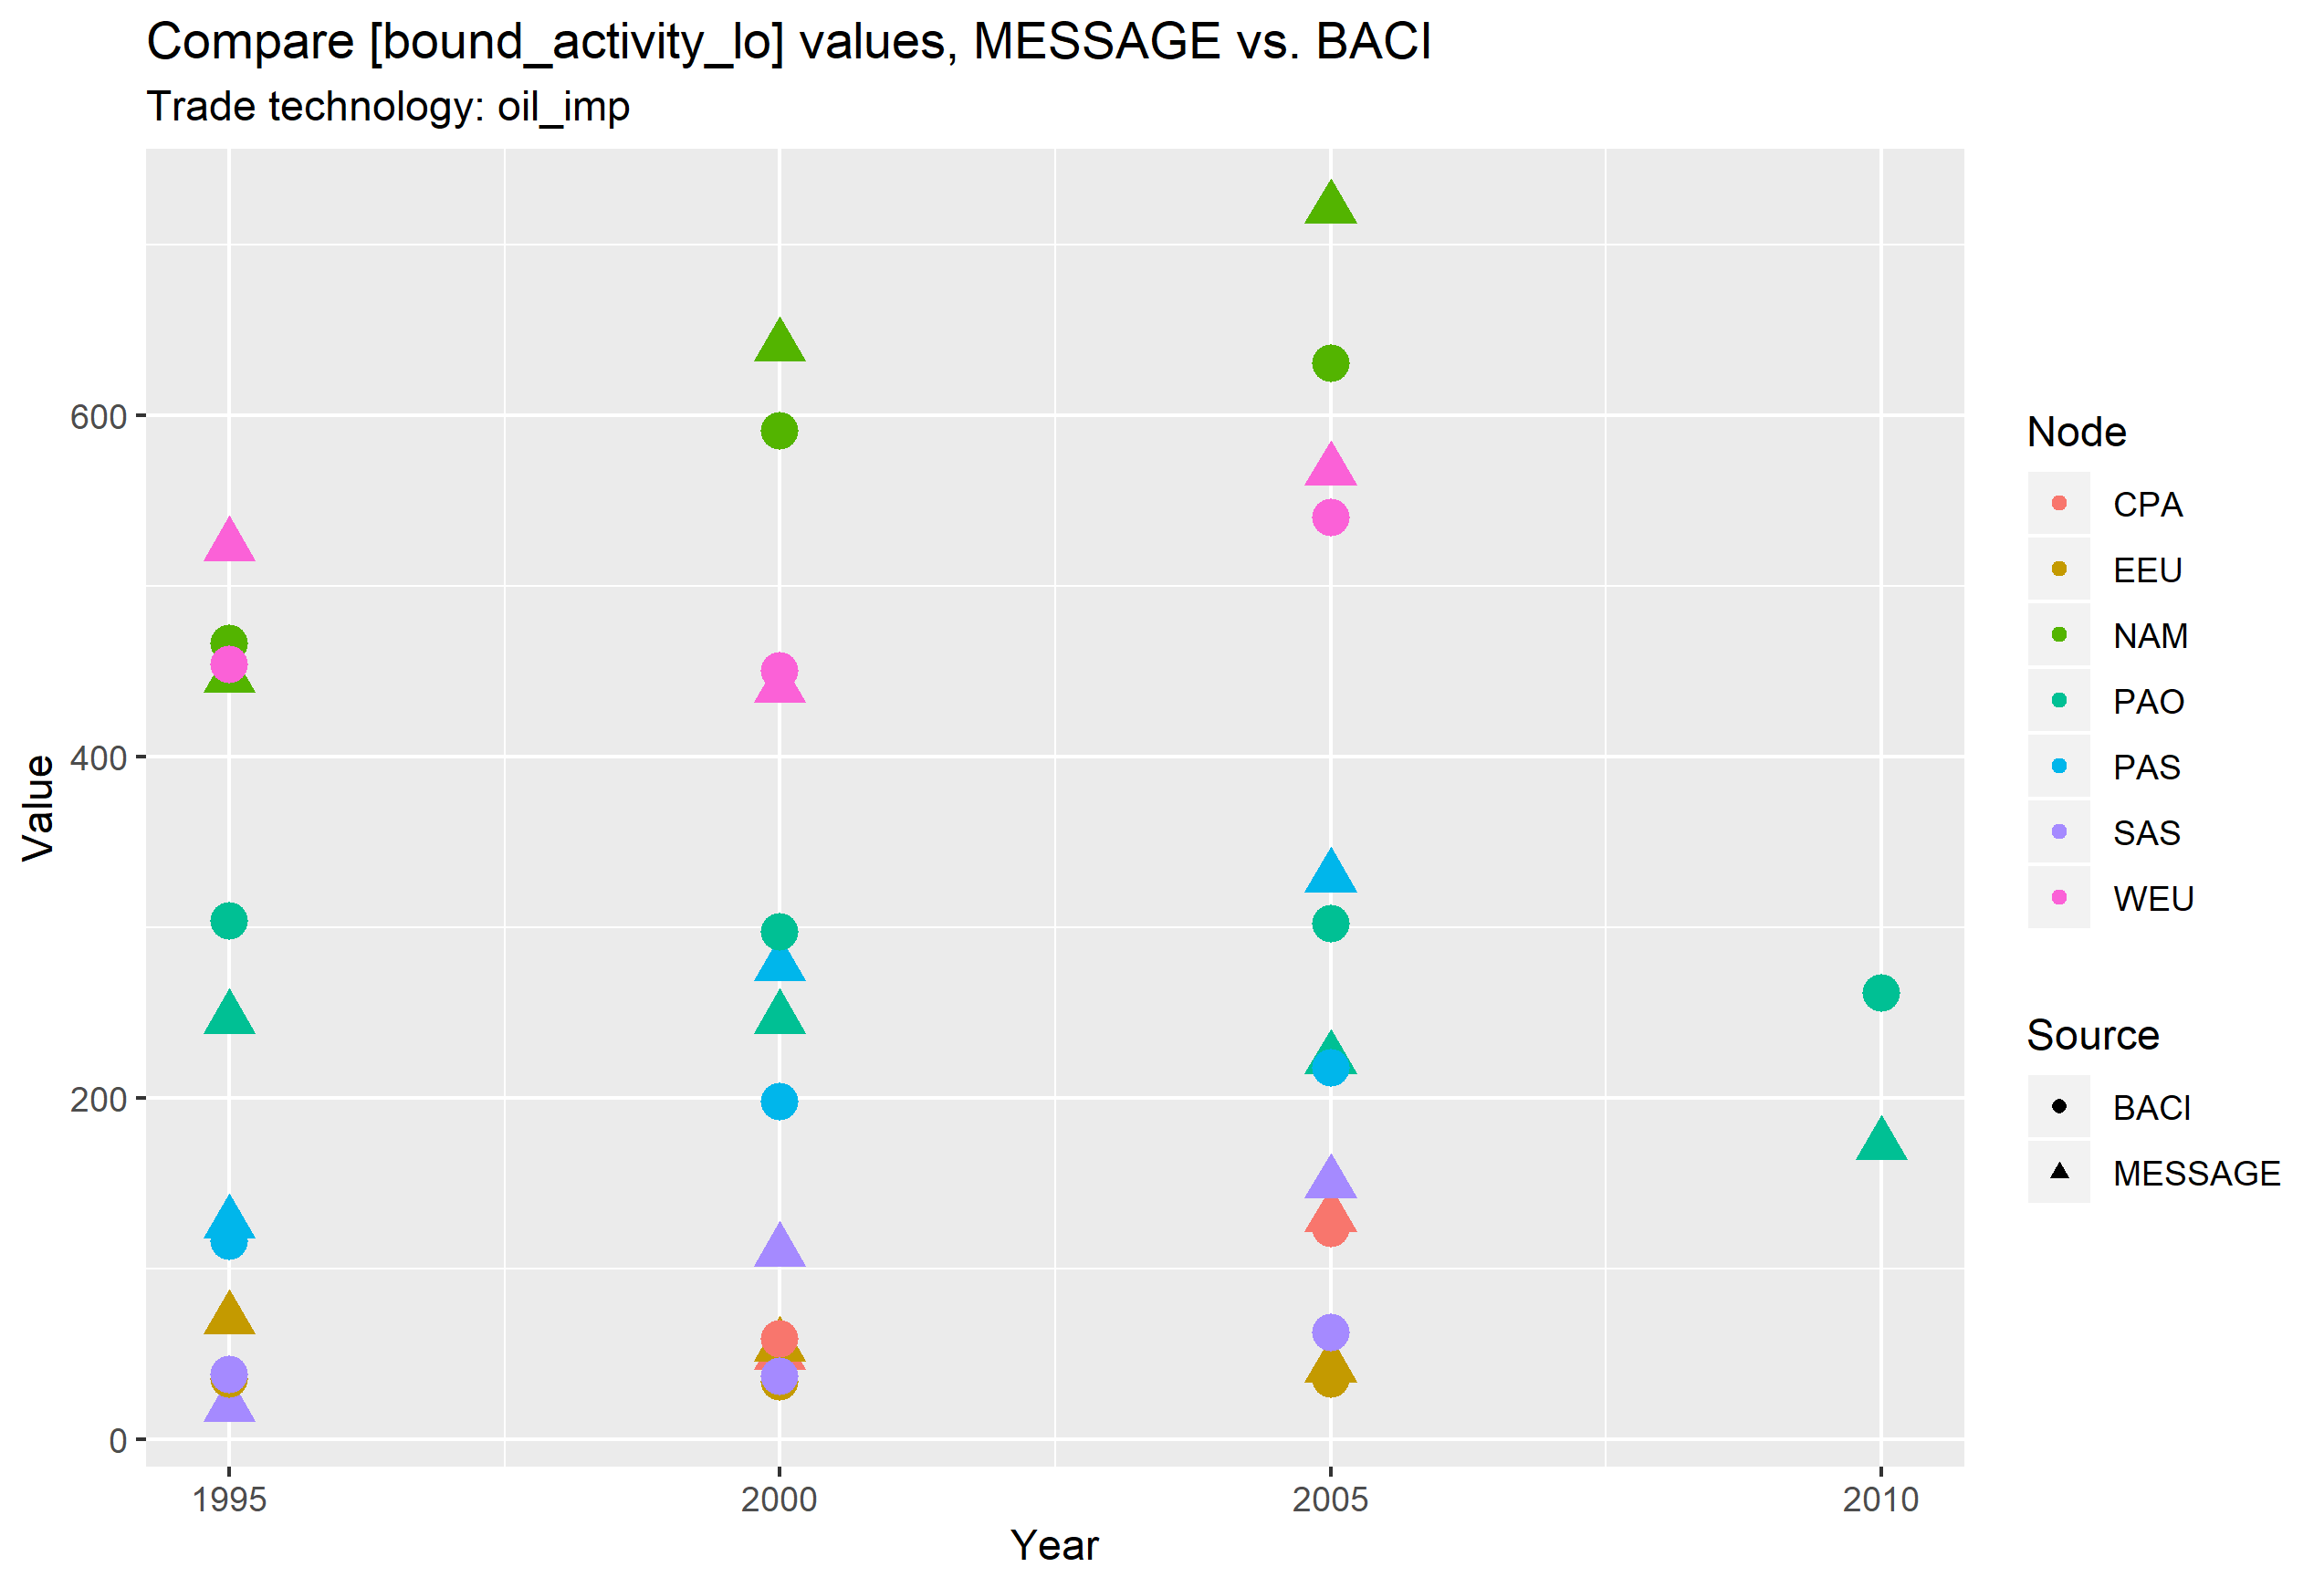 Compare [bound_activity_lo] values, MESSAGE vs. BACI
Trade technology: oil_imp
Value
600
400
200
0
1995
2000
2005
2010
Year
Node
CPA
EEU
NAM
PAO
PAS
SAS
WEU
Source
BACI
MESSAGE